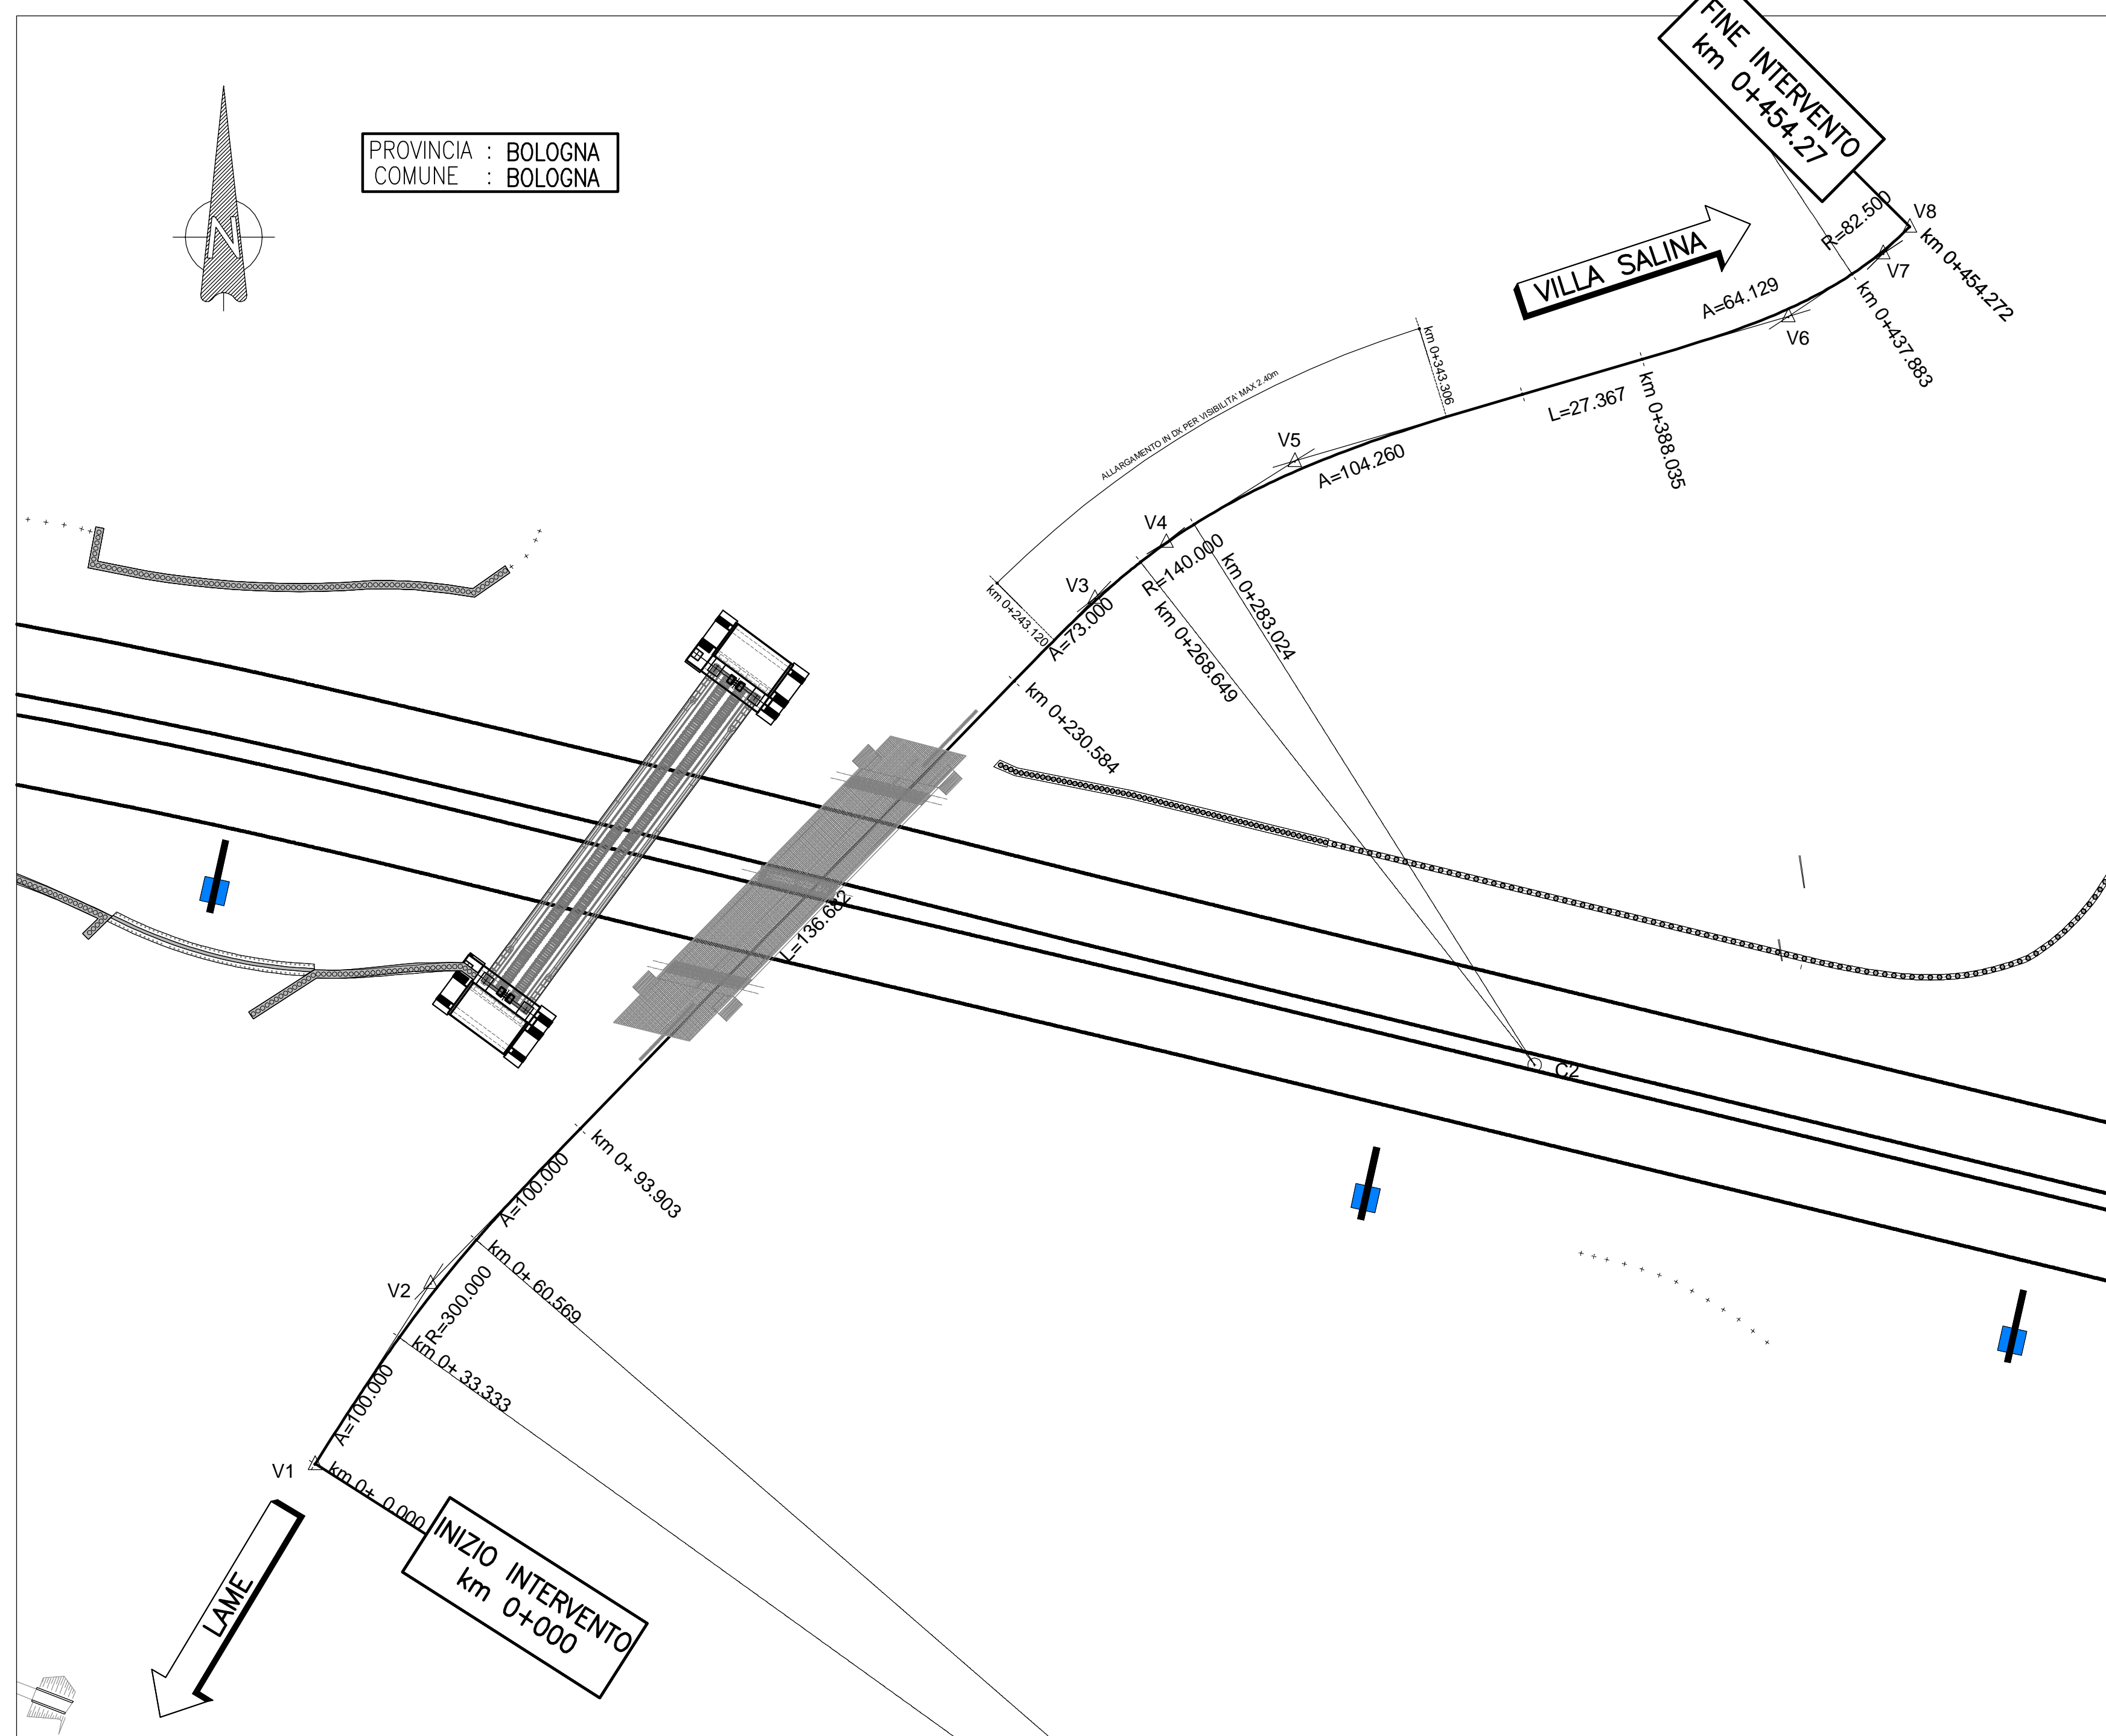 FINE INTERVENTO
km 0+454.27
PROVINCIA : BOLOGNA
COMUNE : BOLOGNA
N
VILLA SALINA
R=82.500
V8
km 0+454.272
V7
A=64.129
V6
km 0+437.883
km 0+343.306
ALLARGAMENTO IN DX PER VISIBILITA' MAX 2.40m
L=27.367
km 0+388.035
V5
A=104.260
V4
R=140.000
km 0+283.024
V3
km 0+243.120
A=73.000
km 0+268.649
km 0+230.584
L=136.682
C2
km 0+ 93.903
A=100.000
km 0+ 60.569
V2
R=300.000
km 0+ 33.333
A=100.000
V1
km 0+ 0.000
INIZIO INTERVENTO
km 0+000
LAME